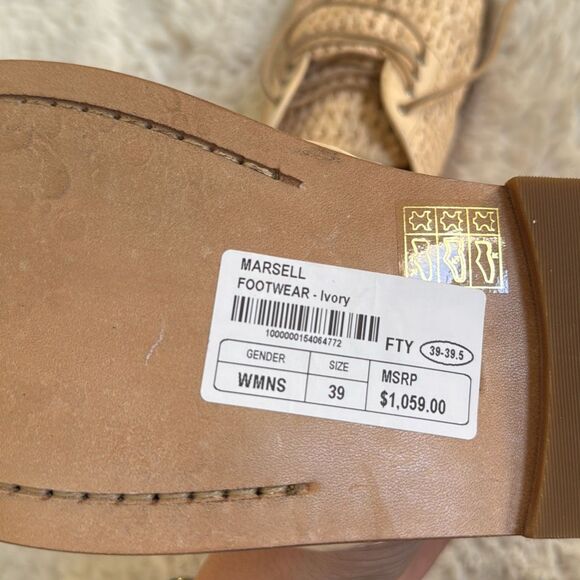 MARSELL
FOOTWEAR - Ivory
1000000154064772
FTY 39-39.5
GENDER SIZE MSRP
WMNS 39 $1,059.00